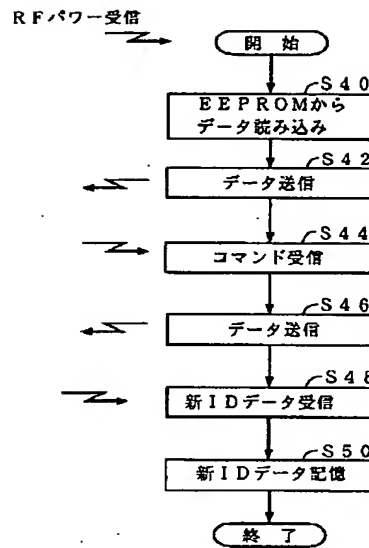 ＲＦパワー受信
開 始
Ｓ４０
ＥＥＰＲＯＭから
データ読み込み
Ｓ４２
データ送信
Ｓ４４
コマンド受信
Ｓ４６
データ送信
Ｓ４８
新ＩＤデータ受信
Ｓ５０
新ＩＤデータ記憶
終 了